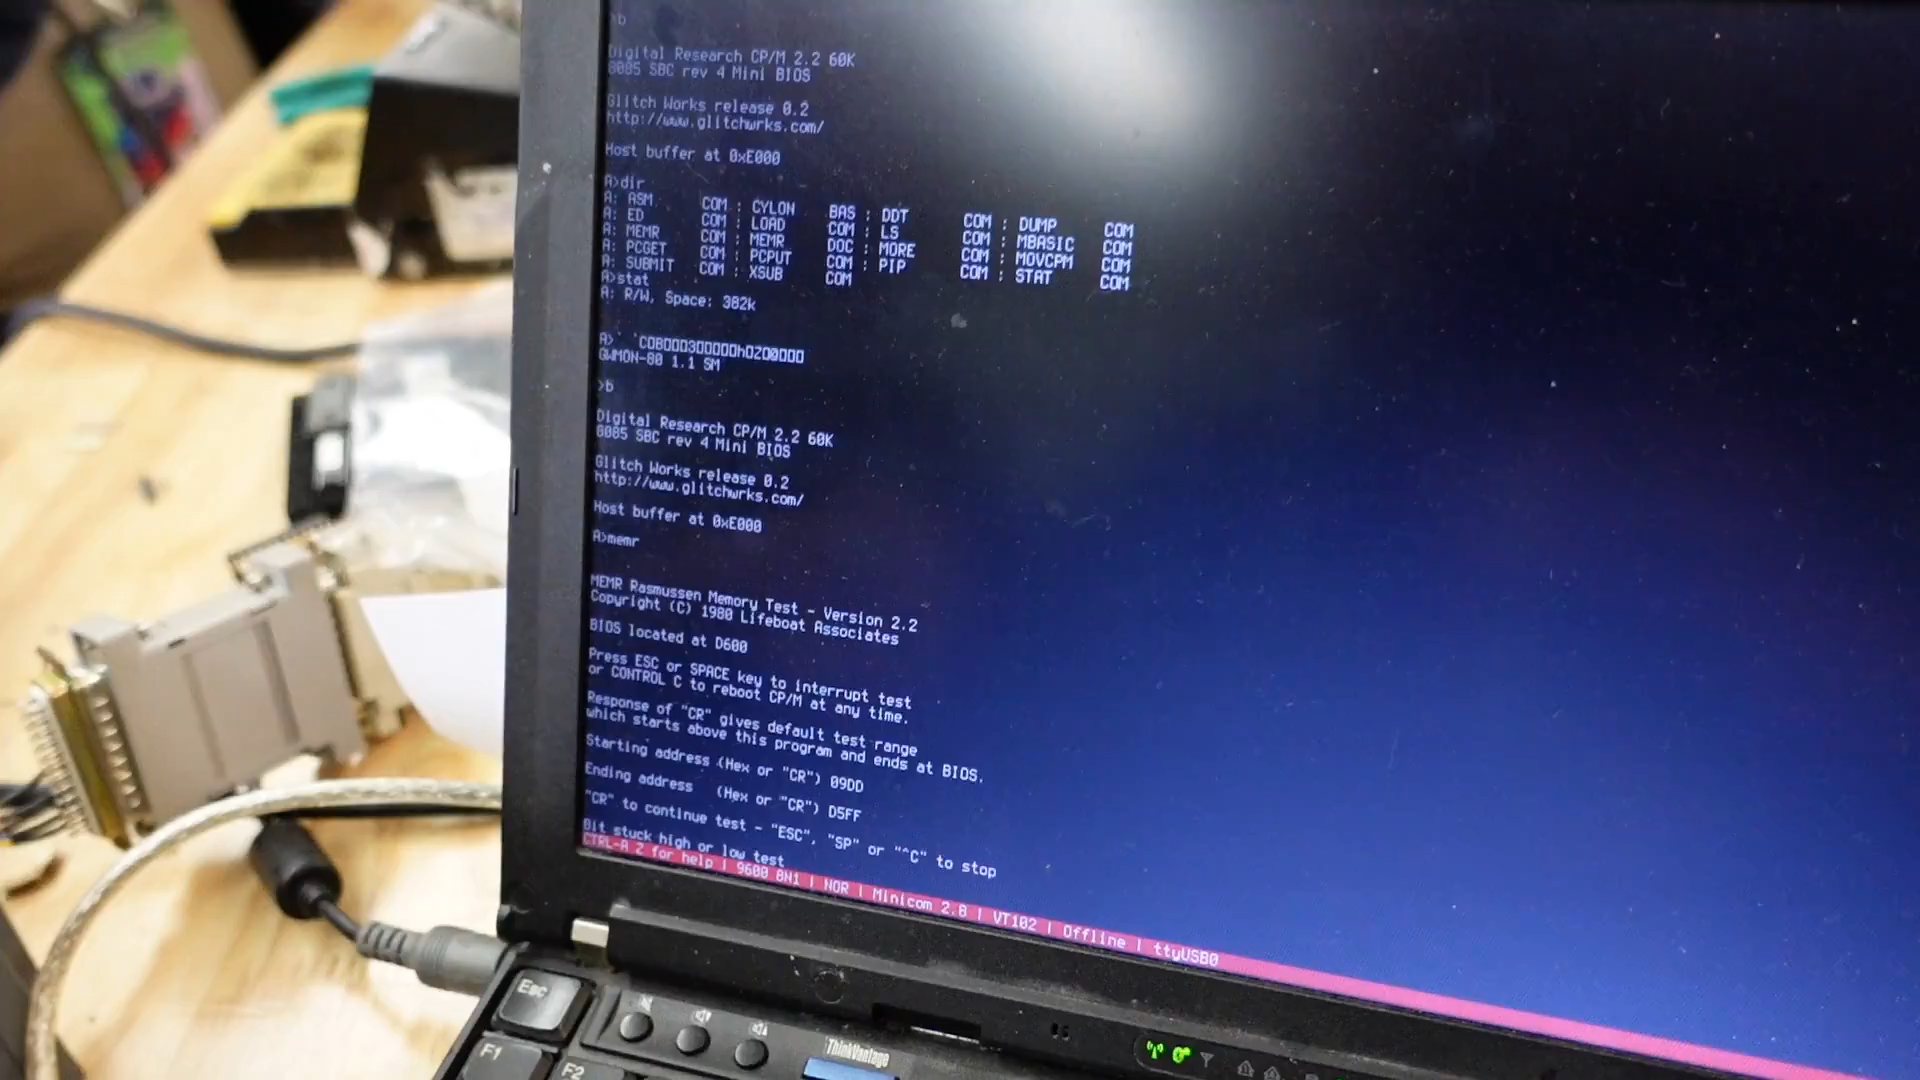 >b
Digital Research CP/M 2.2 60K
8085 SBC rev 4 Mini BIOS
Glitch Works release 0.2
http://www.glitchwrks.com/
Host buffer at 0xE000
A>dir
A: ASM COM : CYLON BAS : DDT COM : DUMP COM
A: ED COM : LOAD COM : LS COM : MBASIC COM
A: MEMR COM : MEMR DOC : MORE COM : MOVCPM COM
A: PCGET COM : PCPUT COM : PIP COM : STAT COM
A: SUBMIT COM : XSUB COM
A>stat
A: R/W, Space: 382k
A>
GWMON-80 1.1 SM
>b
Digital Research CP/M 2.2 60K
8085 SBC rev 4 Mini BIOS
Glitch Works release 0.2
http://www.glitchwrks.com/
Host buffer at 0xE000
A>memr
MEMR Rasmussen Memory Test - Version 2.2
Copyright (C) 1980 Lifeboat Associates
BIOS located at D600
Press ESC or SPACE key to interrupt test
or CONTROL C to reboot CP/M at any time.
Response of "CR" gives default test range
which starts above this program and ends at BIOS.
Starting address (Hex or "CR") 09DD
Ending address (Hex or "CR") D5FF
"CR" to continue test - "ESC", "SP" or "^C" to stop
Bit stuck high or low test
CTRL-A Z for help | 9600 8N1 | NOR | Minicom 2.8 | VT102 | Offline | ttyUSB0
Esc
F1
F2
ThinkVantage